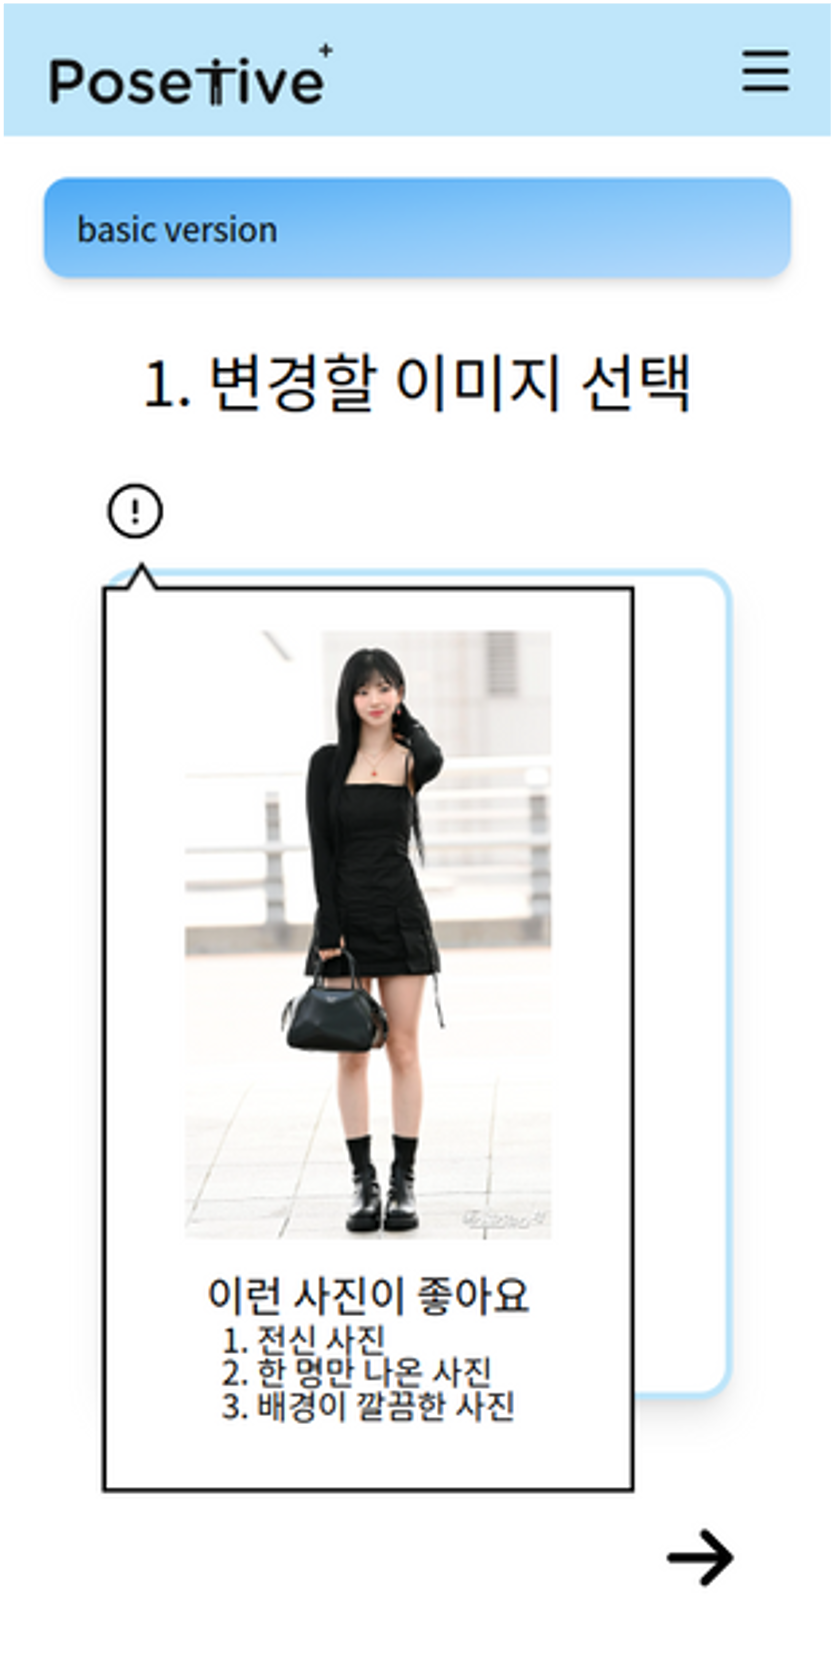 Posetive+
basic version
1. 변경할 이미지 선택
이런 사진이 좋아요
1. 전신 사진
2. 한 명만 나온 사진
3. 배경이 깔끔한 사진